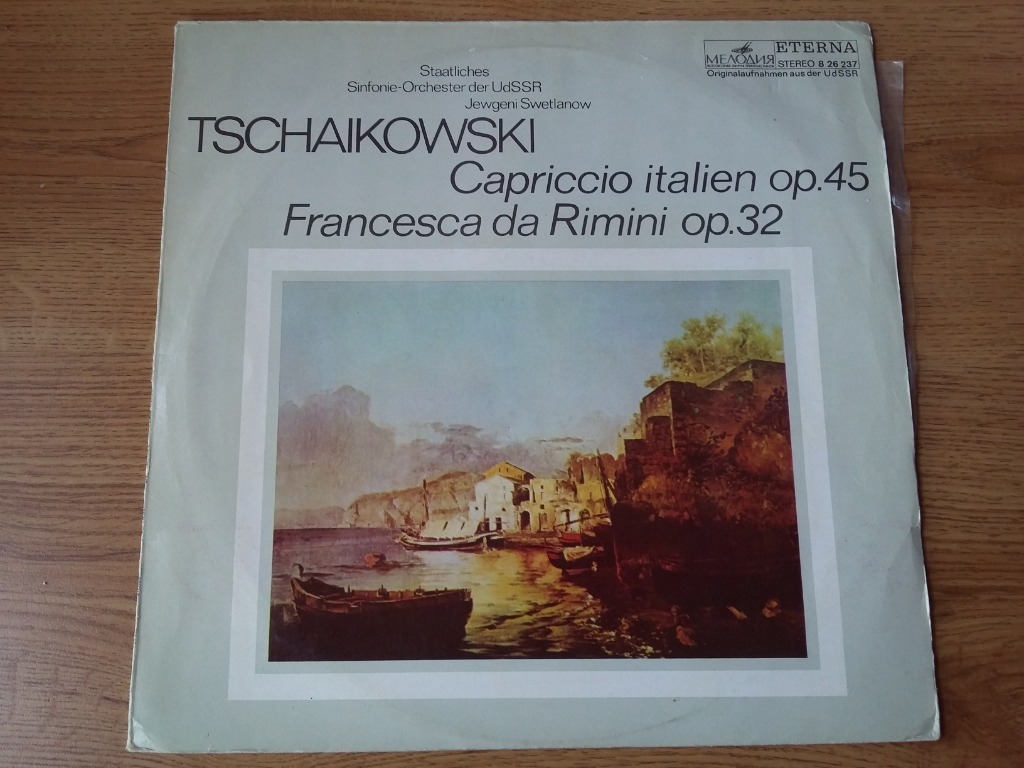 Staatliches
Sinfonie-Orchester der UdSSR
Jewgeni Swetlanow
TSCHAIKOWSKI
Capriccio italien op.45
Francesca da Rimini op.32
МЕЛОДИЯ
ETERNA
STEREO 8 26 237
Originalaufnahmen aus der UdSSR